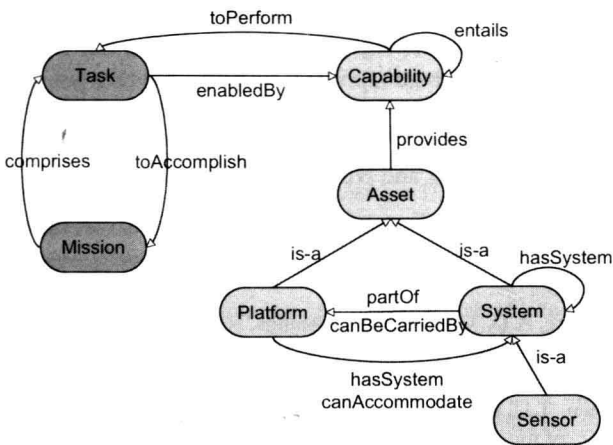 toPerform
entails
Task
Capability
enabledBy
comprises
toAccomplish
provides
Asset
Mission
is-a
is-a
hasSystem
Platform
partOf
System
canBeCarriedBy
is-a
hasSystem
canAccommodate
Sensor